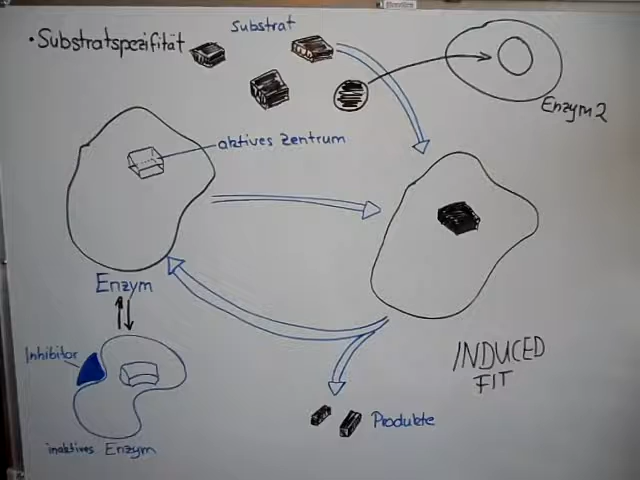 • Substratspezifität
Substrat
Enzym 2
aktives Zentrum
Enzym
Inhibitor
inaktives Enzym
INDUCED
FIT
Produkte